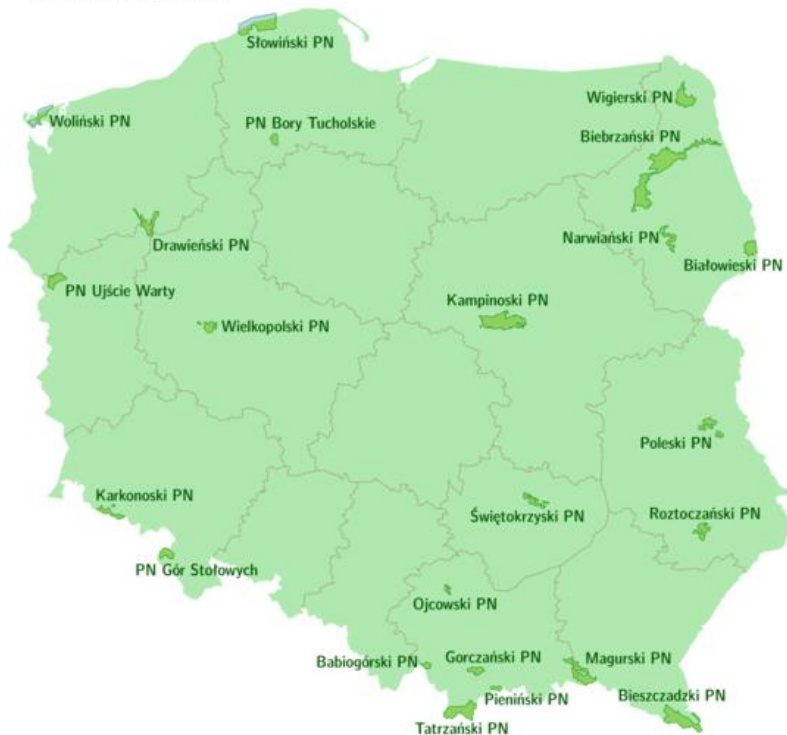 Słowiński PN
Wigierski PN
Woliński PN
PN Bory Tucholskie
Biebrzański PN
Drawieński PN
Narwiański PN
Białowieski PN
PN Ujście Warty
Kampinoski PN
Wielkopolski PN
Poleski PN
Karkonoski PN
Świętokrzyski PN
Roztoczański PN
PN Gór Stołowych
Ojcowski PN
Babiogórski PN
Gorczański PN
Magurski PN
Pieniński PN
Bieszczadzki PN
Tatrzański PN